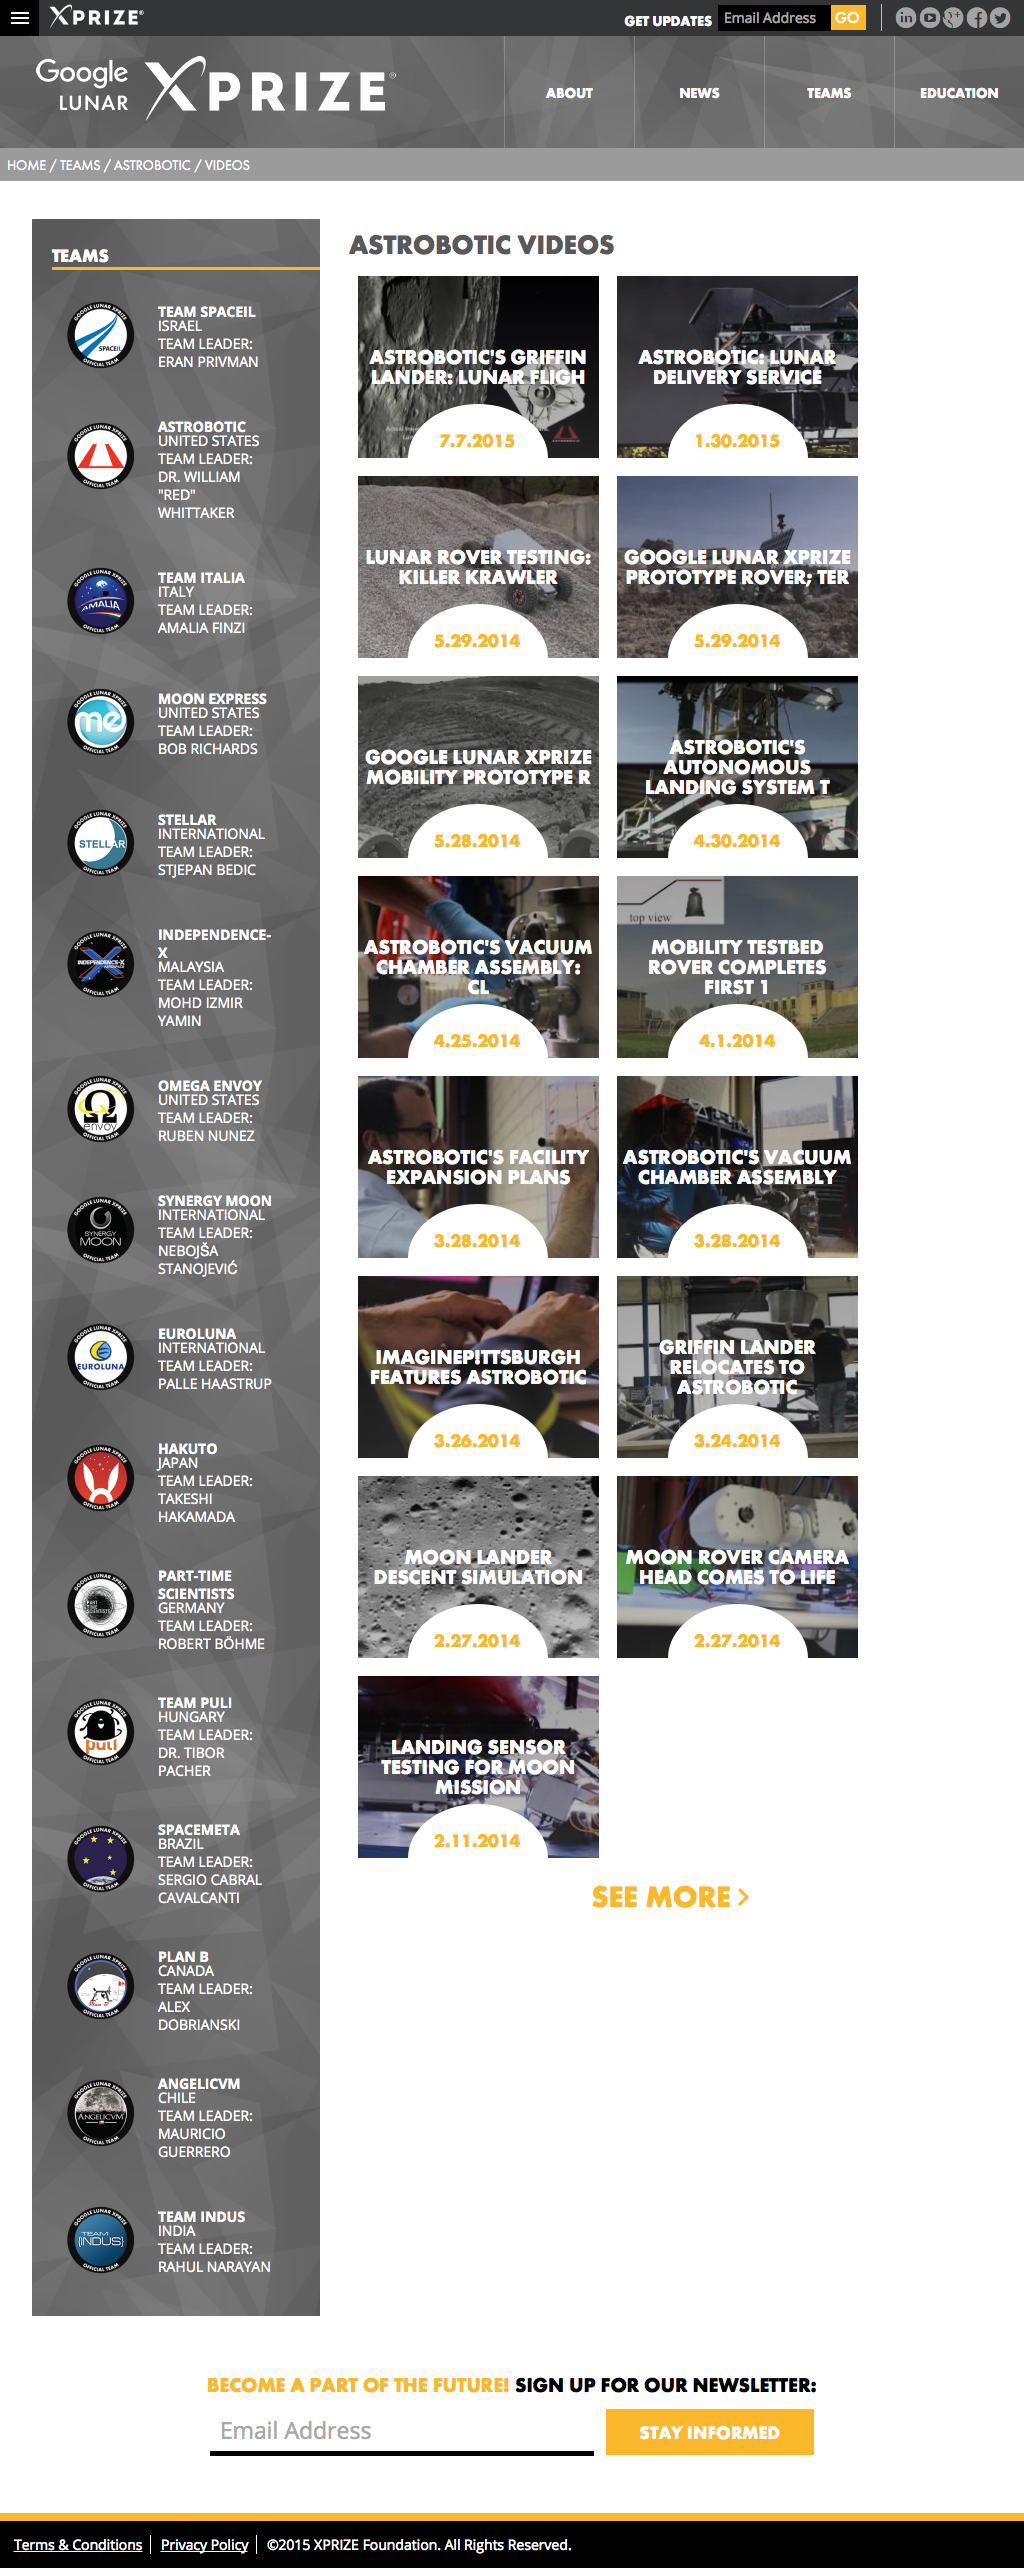 XPRIZE®
GET UPDATES
Email Address
GO
Google
LUNAR
XPRIZE®
ABOUT
NEWS
TEAMS
EDUCATION
HOME / TEAMS / ASTROBOTIC / VIDEOS
TEAMS
TEAM SPACEIL
ISRAEL
TEAM LEADER:
ERAN PRIVMAN
ASTROBOTIC
UNITED STATES
TEAM LEADER:
DR. WILLIAM
"RED"
WHITTAKER
TEAM ITALIA
ITALY
TEAM LEADER:
AMALIA FINZI
MOON EXPRESS
UNITED STATES
TEAM LEADER:
BOB RICHARDS
STELLAR
INTERNATIONAL
TEAM LEADER:
STJEPAN BEDIC
INDEPENDENCE-
X
MALAYSIA
TEAM LEADER:
MOHD IZMIR
YAMIN
OMEGA ENVOY
UNITED STATES
TEAM LEADER:
RUBEN NUNEZ
SYNERGY MOON
INTERNATIONAL
TEAM LEADER:
NEBOJŠA
STANOJEVIĆ
EUROLUNA
INTERNATIONAL
TEAM LEADER:
PALLE HAASTRUP
HAKUTO
JAPAN
TEAM LEADER:
TAKESHI
HAKAMADA
PART-TIME
SCIENTISTS
GERMANY
TEAM LEADER:
ROBERT BÖHME
TEAM PULI
HUNGARY
TEAM LEADER:
DR. TIBOR
PACHER
SPACEMETA
BRAZIL
TEAM LEADER:
SERGIO CABRAL
CAVALCANTI
PLAN B
CANADA
TEAM LEADER:
ALEX
DOBRIANSKI
ANGELICVM
CHILE
TEAM LEADER:
MAURICIO
GUERRERO
TEAM INDUS
INDIA
TEAM LEADER:
RAHUL NARAYAN
ASTROBOTIC VIDEOS
ASTROBOTIC'S GRIFFIN
LANDER: LUNAR FLIGH
7.7.2015
ASTROBOTIC: LUNAR
DELIVERY SERVICE
1.30.2015
LUNAR ROVER TESTING:
KILLER KRAWLER
5.29.2014
GOOGLE LUNAR XPRIZE
PROTOTYPE ROVER; TER
5.29.2014
GOOGLE LUNAR XPRIZE
MOBILITY PROTOTYPE R
5.28.2014
ASTROBOTIC'S
AUTONOMOUS
LANDING SYSTEM T
4.30.2014
ASTROBOTIC'S VACUUM
CHAMBER ASSEMBLY:
CL
4.25.2014
top view
MOBILITY TESTBED
ROVER COMPLETES
FIRST 1
4.1.2014
ASTROBOTIC'S FACILITY
EXPANSION PLANS
3.28.2014
ASTROBOTIC'S VACUUM
CHAMBER ASSEMBLY
3.28.2014
IMAGINEP!TTSBURGH
FEATURES ASTROBOTIC
3.26.2014
GRIFFIN LANDER
RELOCATES TO
ASTROBOTIC
3.24.2014
MOON LANDER
DESCENT SIMULATION
2.27.2014
MOON ROVER CAMERA
HEAD COMES TO LIFE
2.27.2014
LANDING SENSOR
TESTING FOR MOON
MISSION
2.11.2014
SEE MORE >
BECOME A PART OF THE FUTURE! SIGN UP FOR OUR NEWSLETTER:
Email Address
STAY INFORMED
Terms & Conditions
Privacy Policy
©2015 XPRIZE Foundation. All Rights Reserved.